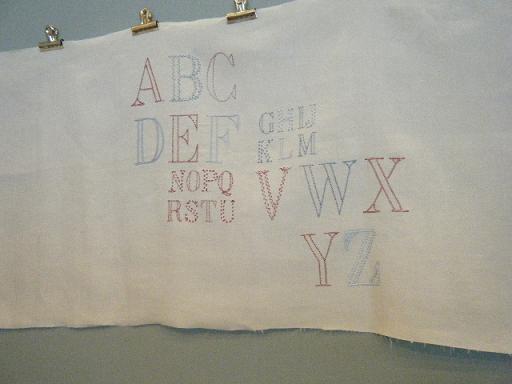 ABC
DEF
GHIJ
KLM
NOPQ
RSTU
VWX
YZ